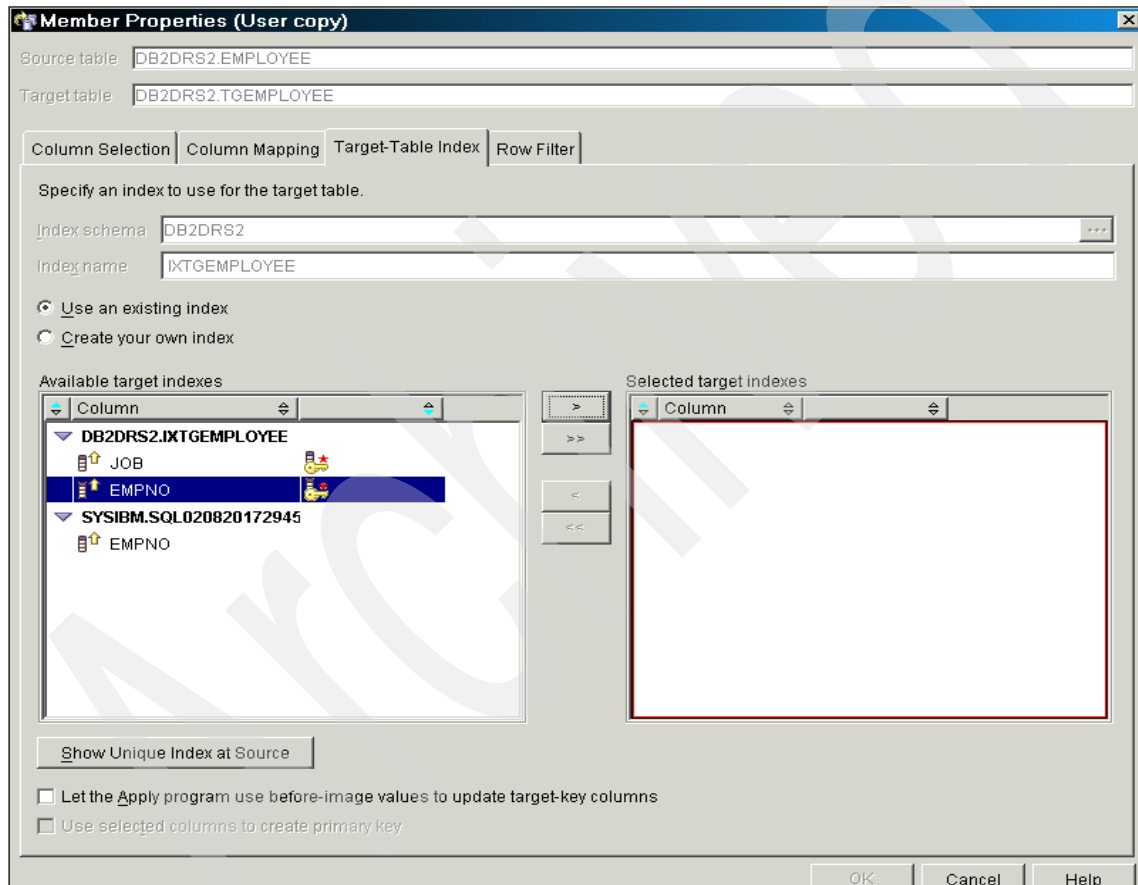 Member Properties (User copy)
Source table DB2DRS2.EMPLOYEE
Target table DB2DRS2.TGEMPLOYEE
Column Selection Column Mapping Target-Table Index Row Filter
Specify an index to use for the target table.
Index schema DB2DRS2 ...
Index name IXTGEMPLOYEE
Use an existing index
Create your own index
Available target indexes > Selected target indexes
Column Column
DB2DRS2.IXTGEMPLOYEE >>
JOB
EMPNO <
SYSIBM.SQL020820172945 <<
EMPNO
Show Unique Index at Source
Let the Apply program use before-image values to update target-key columns
Use selected columns to create primary key
OK Cancel Help
Archived